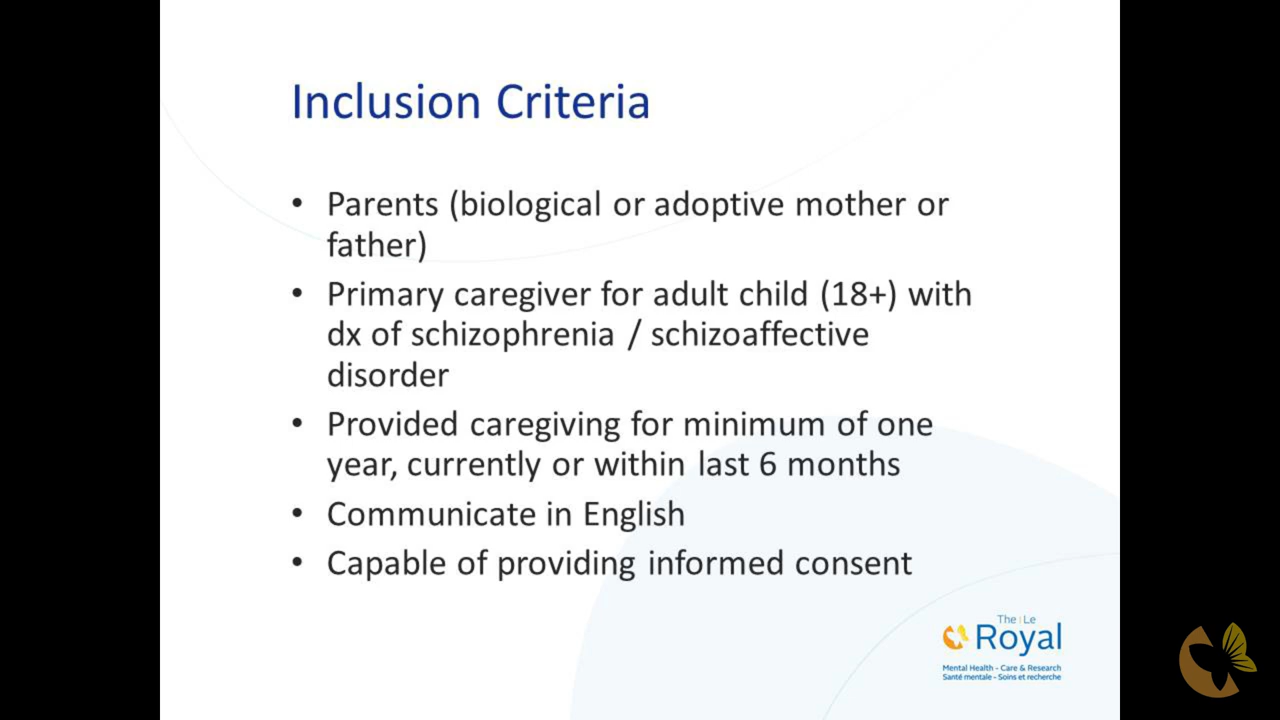 Inclusion Criteria
• Parents (biological or adoptive mother or
father)
• Primary caregiver for adult child (18+) with
dx of schizophrenia / schizoaffective
disorder
• Provided caregiving for minimum of one
year, currently or within last 6 months
• Communicate in English
• Capable of providing informed consent
The | Le
Royal
Mental Health - Care & Research
Santé mentale - Soins et recherche